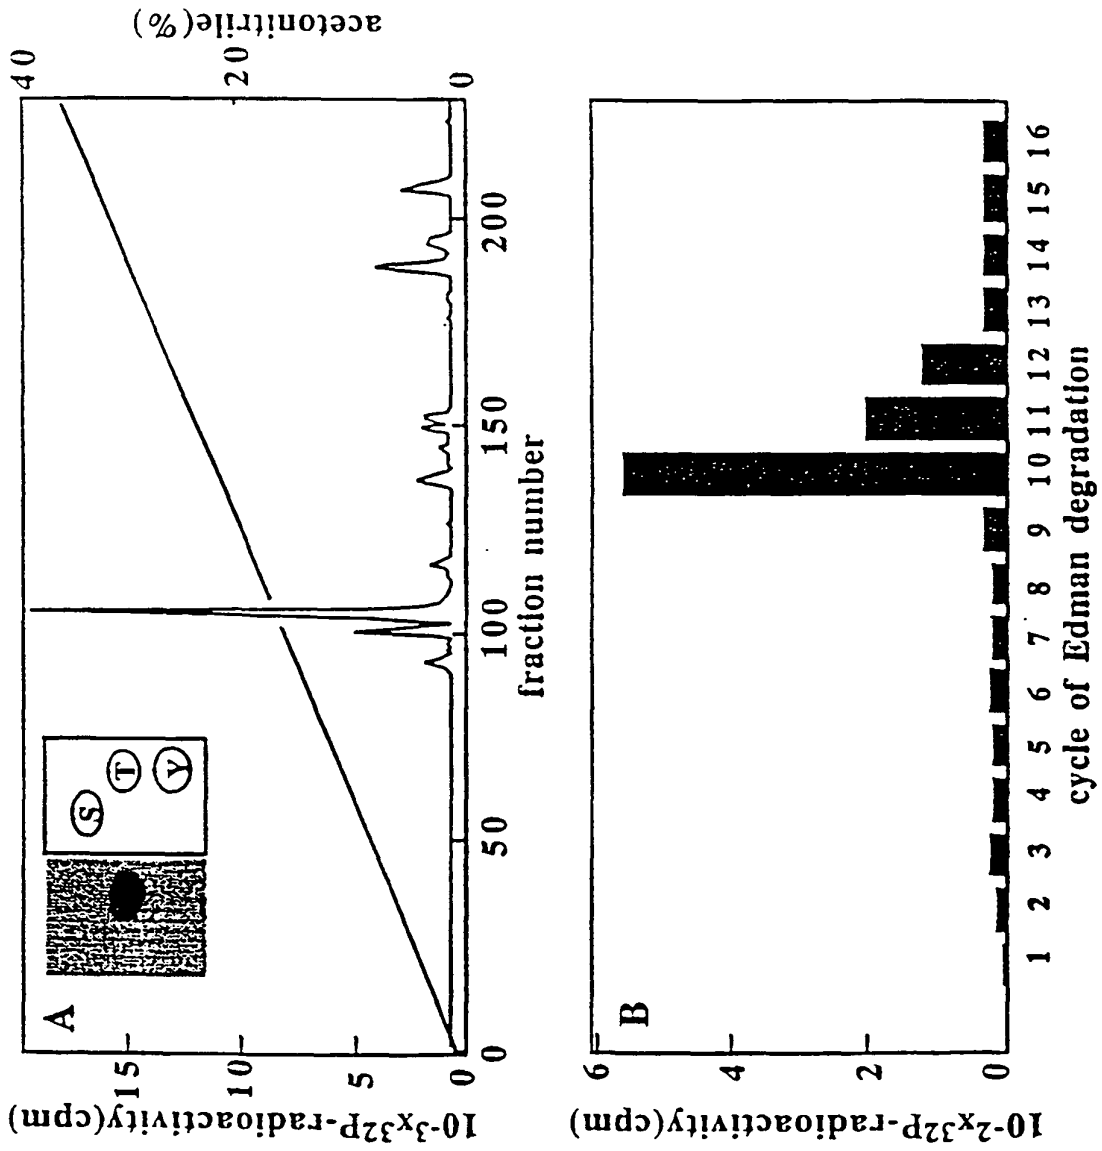 A
S
T
Y
10-3x32P-radioactivity(cpm)
15
10
5
0
acetonitrile(%)
40
20
0
0 50 100 150 200
fraction number
B
10-2x32P-radioactivity(cpm)
6
4
2
0
1 2 3 4 5 6 7 8 9 10 11 12 13 14 15 16
cycle of Edman degradation